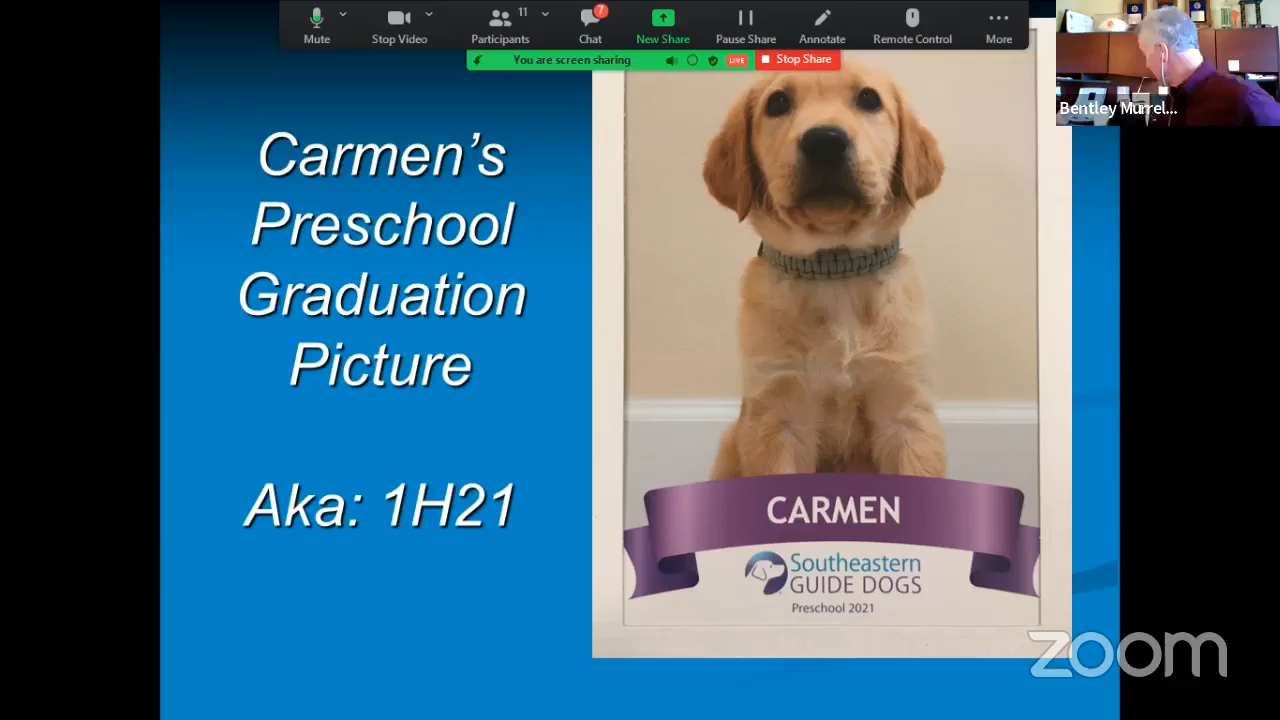 Mute
Stop Video
11
Participants
7
Chat
New Share
Pause Share
Annotate
Remote Control
More
You are screen sharing
LIVE
Stop Share
Bentley Murrel...
Carmen’s
Preschool
Graduation
Picture
Aka: 1H21
CARMEN
Southeastern
GUIDE DOGS
Preschool 2021
zoom